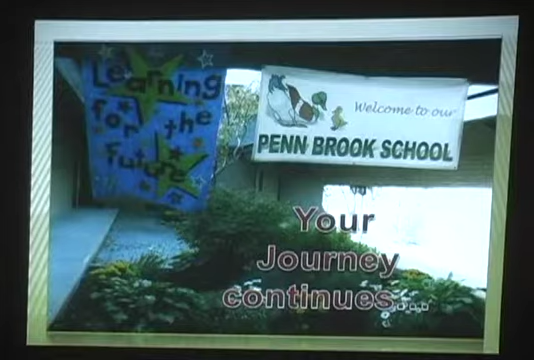 Learning
for the
Future
Welcome to our
PENN BROOK SCHOOL
Your
Journey
continues...